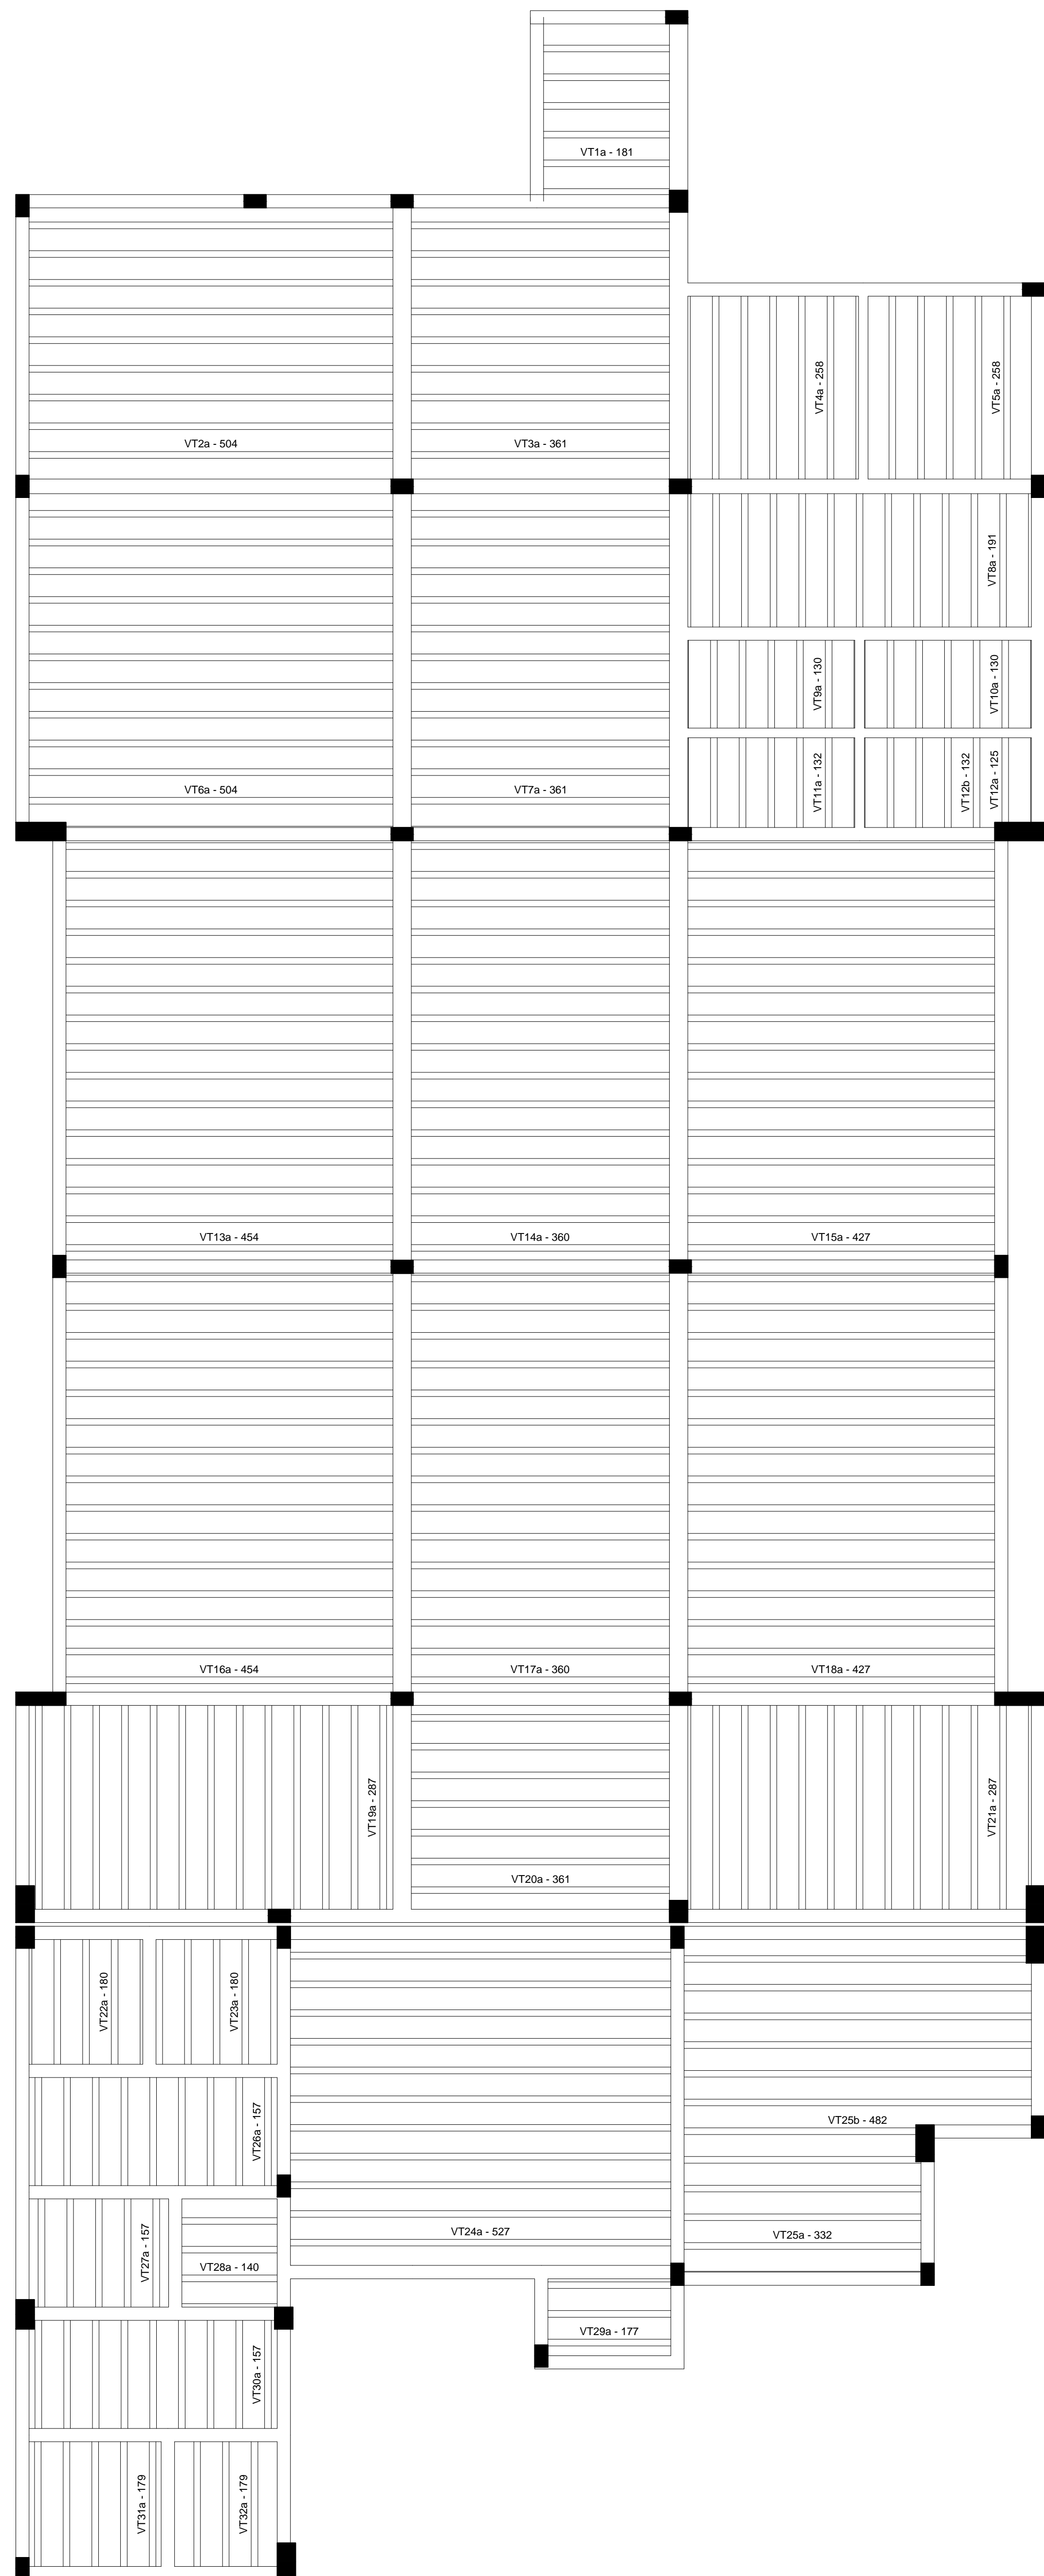 VT1a - 181
VT4a - 258
VT5a - 258
VT2a - 504
VT3a - 361
VT8a - 191
VT9a - 130
VT10a - 130
VT6a - 504
VT7a - 361
VT11a - 132
VT12b - 132
VT12a - 125
VT13a - 454
VT14a - 360
VT15a - 427
VT16a - 454
VT17a - 360
VT18a - 427
VT19a - 287
VT21a - 287
VT20a - 361
VT22a - 180
VT23a - 180
VT25b - 482
VT26a - 157
VT24a - 527
VT25a - 332
VT27a - 157
VT28a - 140
VT29a - 177
VT30a - 157
VT31a - 179
VT32a - 179